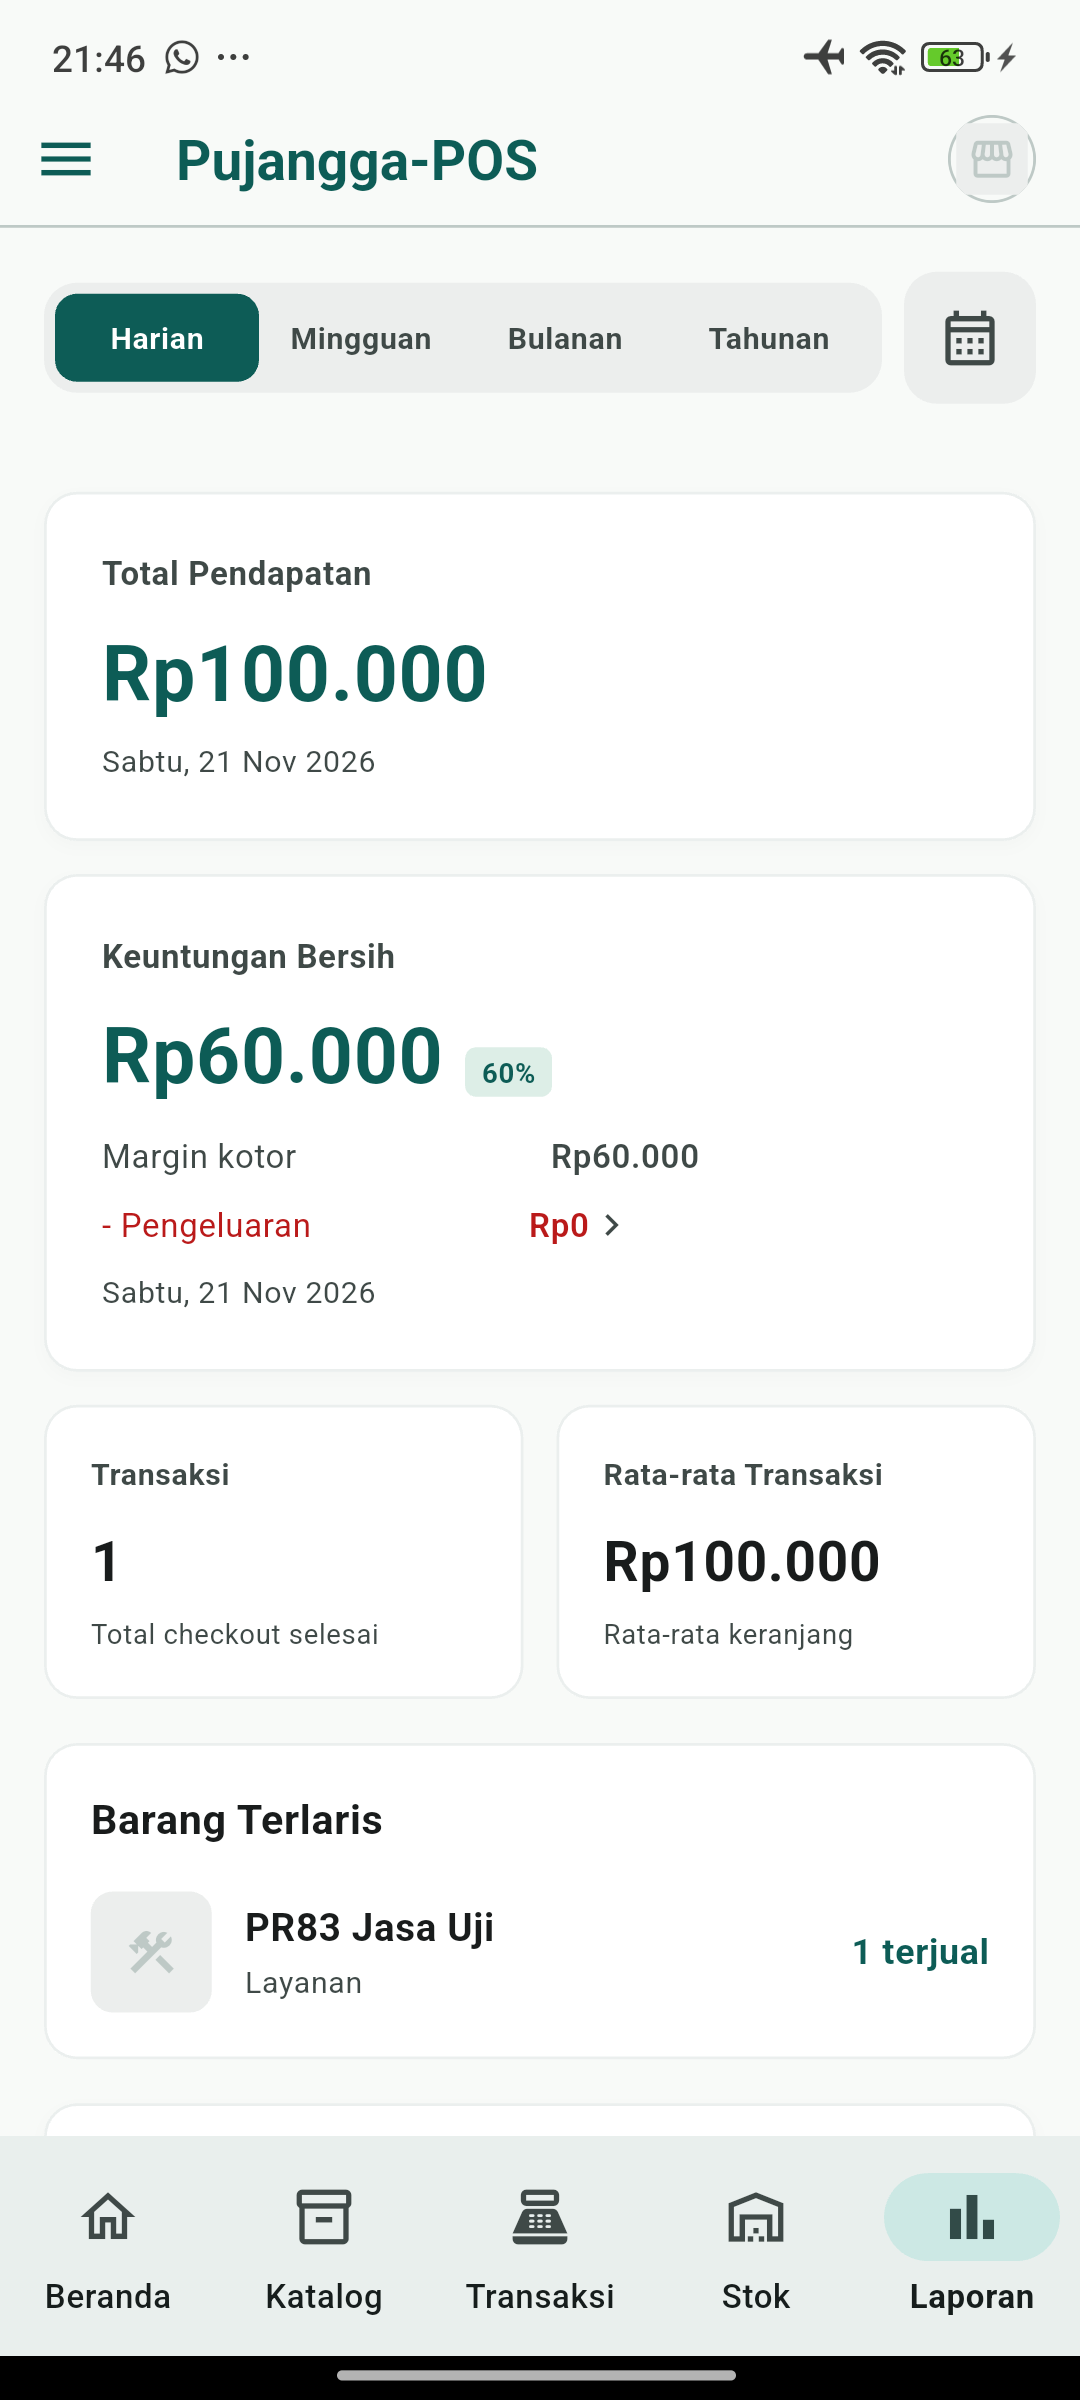 21:46
63
Pujangga-POS
Harian Mingguan Bulanan Tahunan
Total Pendapatan
Rp100.000
Sabtu, 21 Nov 2026
Keuntungan Bersih
Rp60.000 60%
Margin kotor Rp60.000
- Pengeluaran Rp0
Sabtu, 21 Nov 2026
Transaksi
1
Total checkout selesai
Rata-rata Transaksi
Rp100.000
Rata-rata keranjang
Barang Terlaris
PR83 Jasa Uji
Layanan
1 terjual
Beranda Katalog Transaksi Stok Laporan